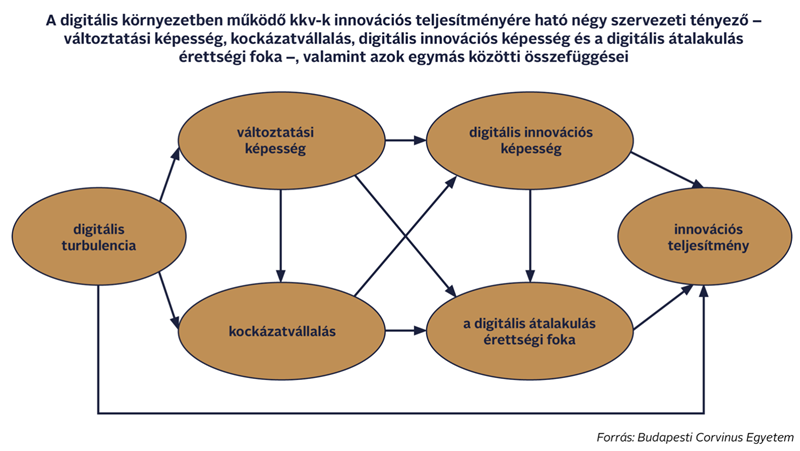 A digitális környezetben működő kkv-k innovációs teljesítményére ható négy szervezeti tényező –
változtatási képesség, kockázatvállalás, digitális innovációs képesség és a digitális átalakulás
érettségi foka –, valamint azok egymás közötti összefüggései
változtatási
képesség
digitális innovációs
képesség
digitális
turbulencia
innovációs
teljesítmény
kockázatvállalás
a digitális átalakulás
érettségi foka
Forrás: Budapesti Corvinus Egyetem